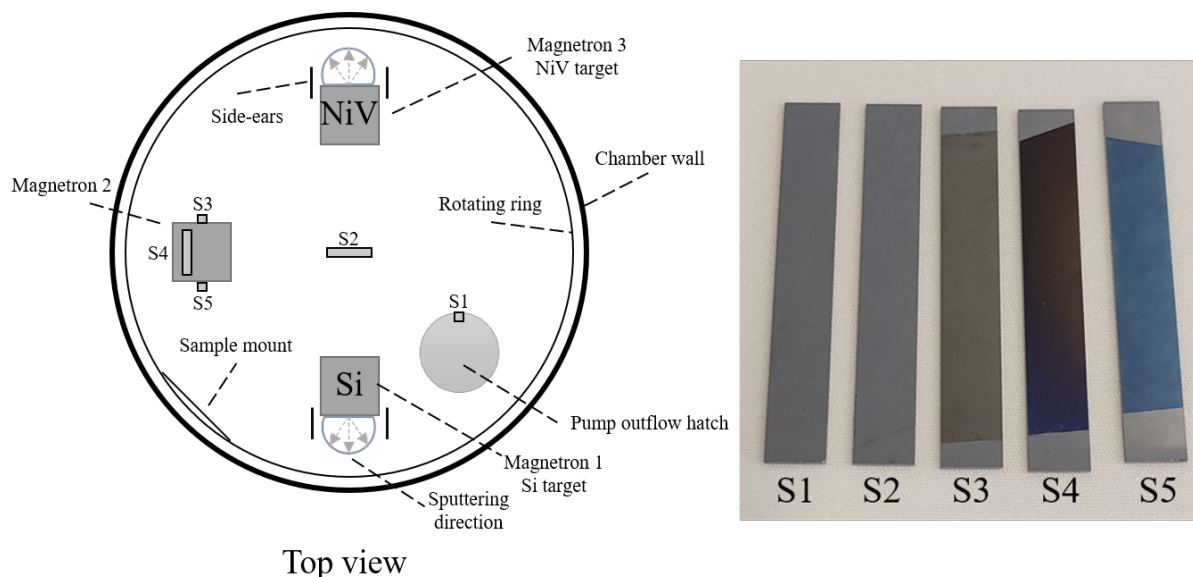 Magnetron 3
NiV target
NiV
Side-ears
Chamber wall
Magnetron 2
Rotating ring
S3
S4
S2
S5
S1
Sample mount
Si
Pump outflow hatch
Magnetron 1
Si target
Sputtering
direction
Top view
S1 S2 S3 S4 S5